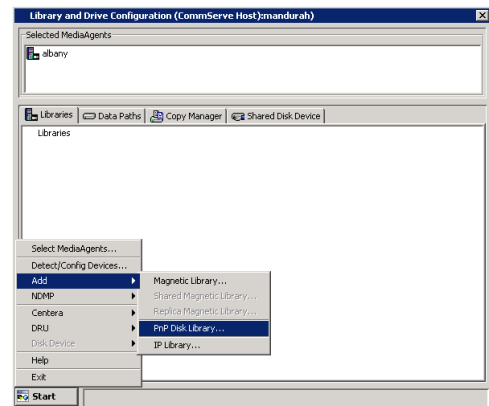 Library and Drive Configuration (CommServe Host):mandurah)
Selected MediaAgents
albany
Libraries
Data Paths
Copy Manager
Shared Disk Device
Libraries
Select MediaAgents...
Detect/Config Devices...
Add
NDMP
Centera
DRU
Disk Device
Help
Exit
Magnetic Library...
Shared Magnetic Library...
Replica Magnetic Library...
PnP Disk Library...
IP Library...
Start